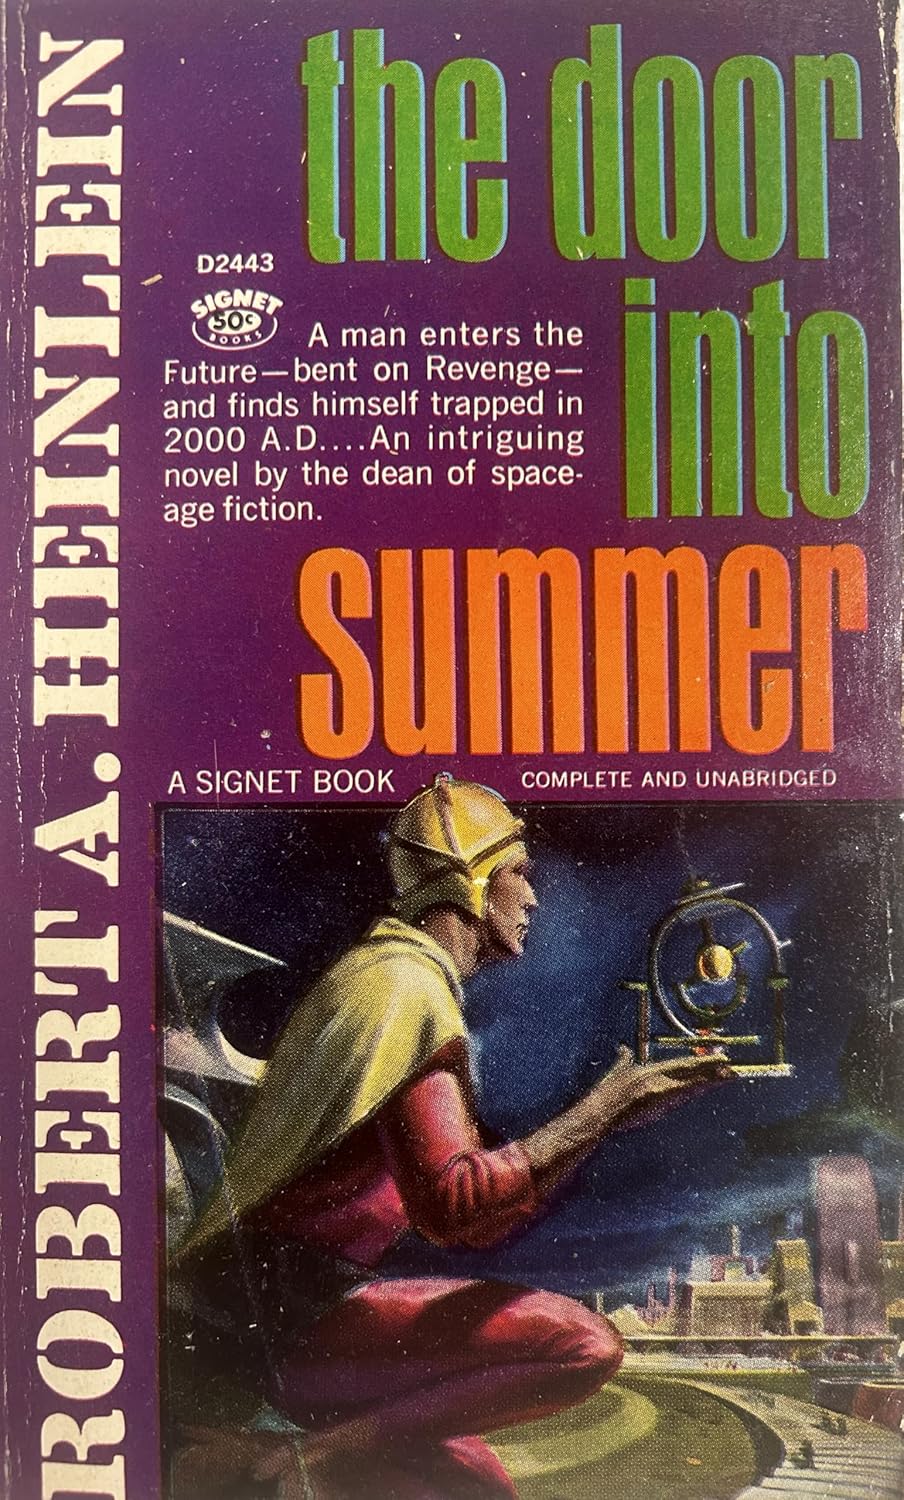 ROBERT A. HEINLEIN
the door
into
summer
D2443
SIGNET
50¢
BOOKS
A man enters the
Future—bent on Revenge—
and finds himself trapped in
2000 A.D....An intriguing
novel by the dean of space-
age fiction.
A SIGNET BOOK
COMPLETE AND UNABRIDGED